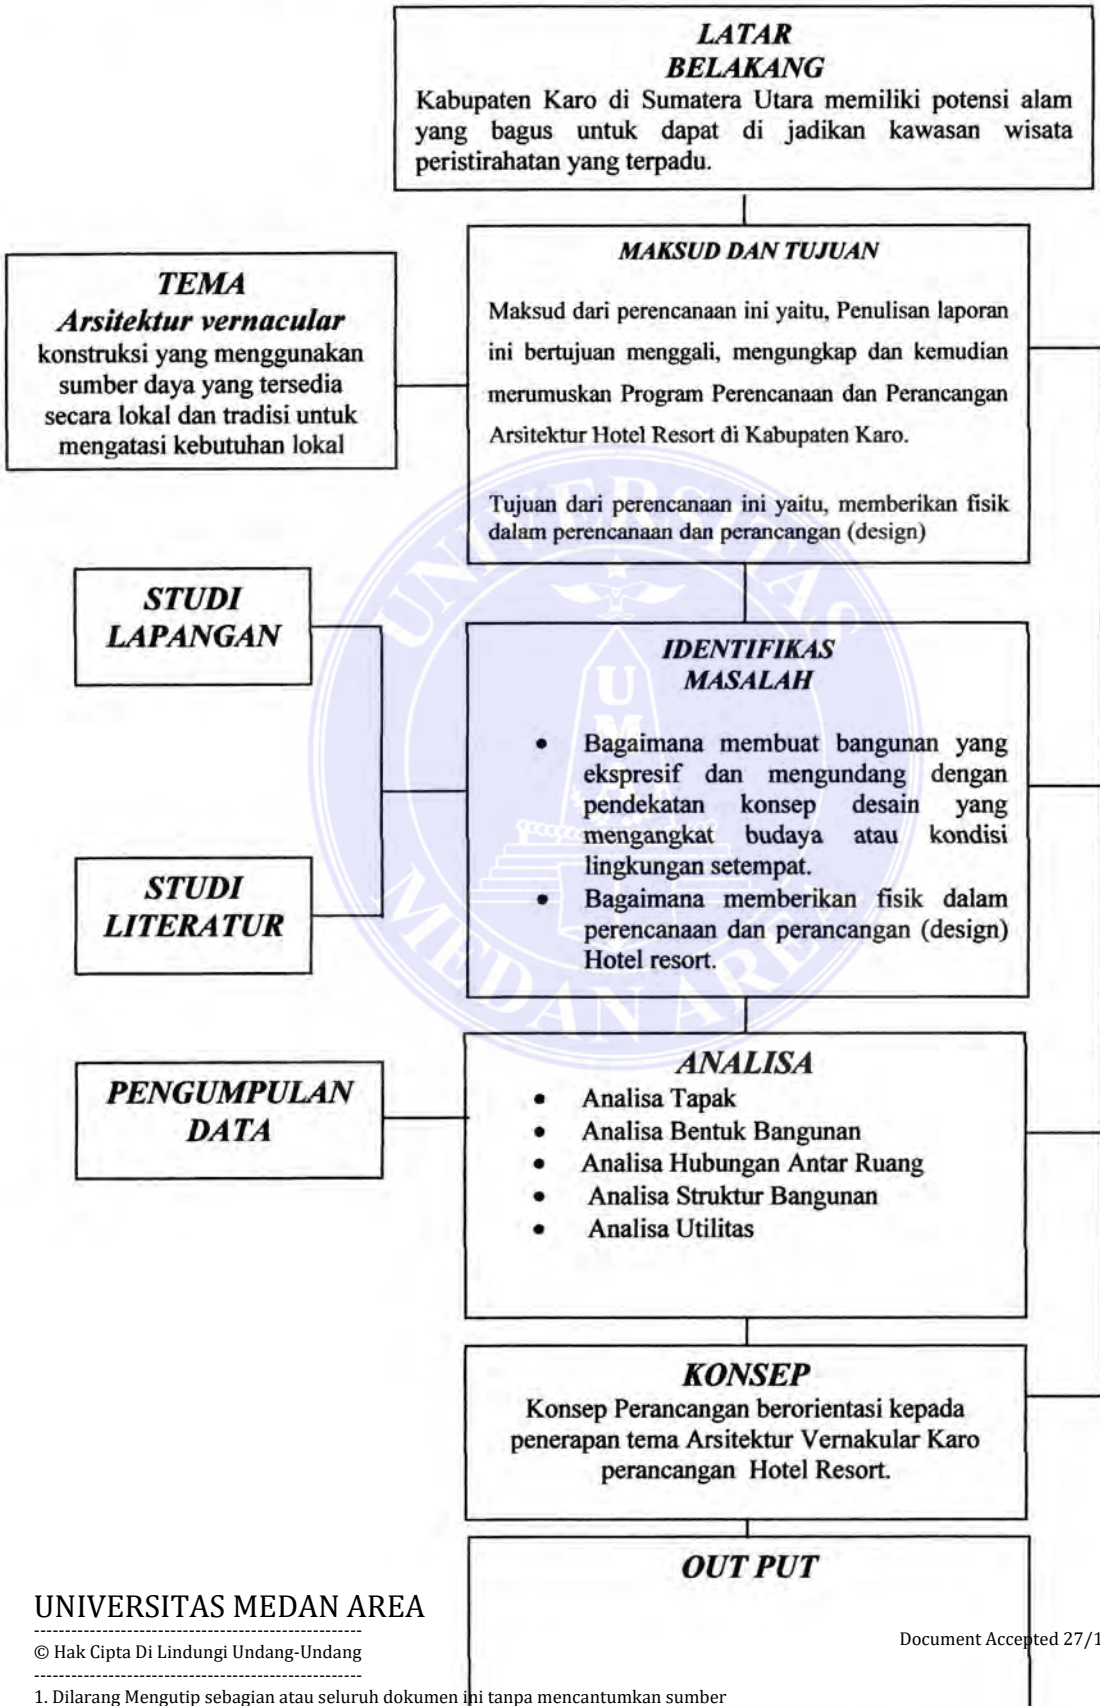 LATAR
BELAKANG
Kabupaten Karo di Sumatera Utara memiliki potensi alam
yang bagus untuk dapat di jadikan kawasan wisata
peristirahatan yang terpadu.
TEMA
Arsitektur vernacular
konstruksi yang menggunakan
sumber daya yang tersedia
secara lokal dan tradisi untuk
mengatasi kebutuhan lokal
MAKSUD DAN TUJUAN
Maksud dari perencanaan ini yaitu, Penulisan laporan
ini bertujuan menggali, mengungkap dan kemudian
merumuskan Program Perencanaan dan Perancangan
Arsitektur Hotel Resort di Kabupaten Karo.
Tujuan dari perencanaan ini yaitu, memberikan fisik
dalam perencanaan dan perancangan (design)
STUDI
LAPANGAN
STUDI
LITERATUR
IDENTIFIKAS
MASALAH
• Bagaimana membuat bangunan yang
ekspresif dan mengundang dengan
pendekatan konsep desain yang
mengangkat budaya atau kondisi
lingkungan setempat.
• Bagaimana memberikan fisik dalam
perencanaan dan perancangan (design)
Hotel resort.
PENGUMPULAN
DATA
ANALISA
• Analisa Tapak
• Analisa Bentuk Bangunan
• Analisa Hubungan Antar Ruang
• Analisa Struktur Bangunan
• Analisa Utilitas
KONSEP
Konsep Perancangan berorientasi kepada
penerapan tema Arsitektur Vernakular Karo
perancangan Hotel Resort.
OUT PUT
UNIVERSITAS MEDAN AREA
UMA
UNIVERSITAS MEDAN AREA
------------------------------------------------------
© Hak Cipta Di Lindungi Undang-Undang
------------------------------------------------------
Document Accepted 27/1
1. Dilarang Mengutip sebagian atau seluruh dokumen ini tanpa mencantumkan sumber